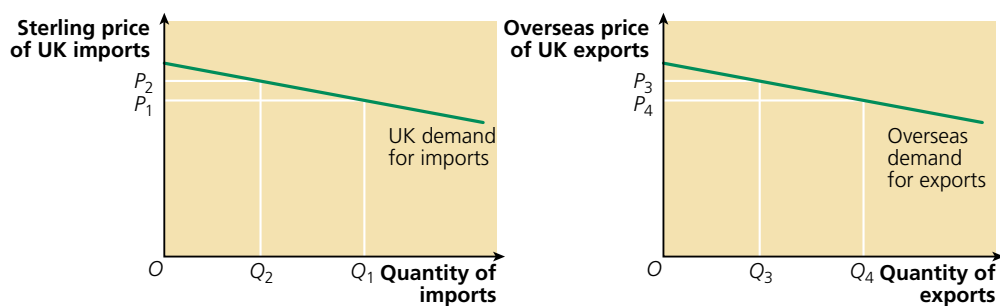 Sterling price
of UK imports
P2
P1
UK demand
for imports
O
Q2
Q1
Quantity of
imports
Overseas price
of UK exports
P3
P4
Overseas
demand
for exports
O
Q3
Q4
Quantity of
exports